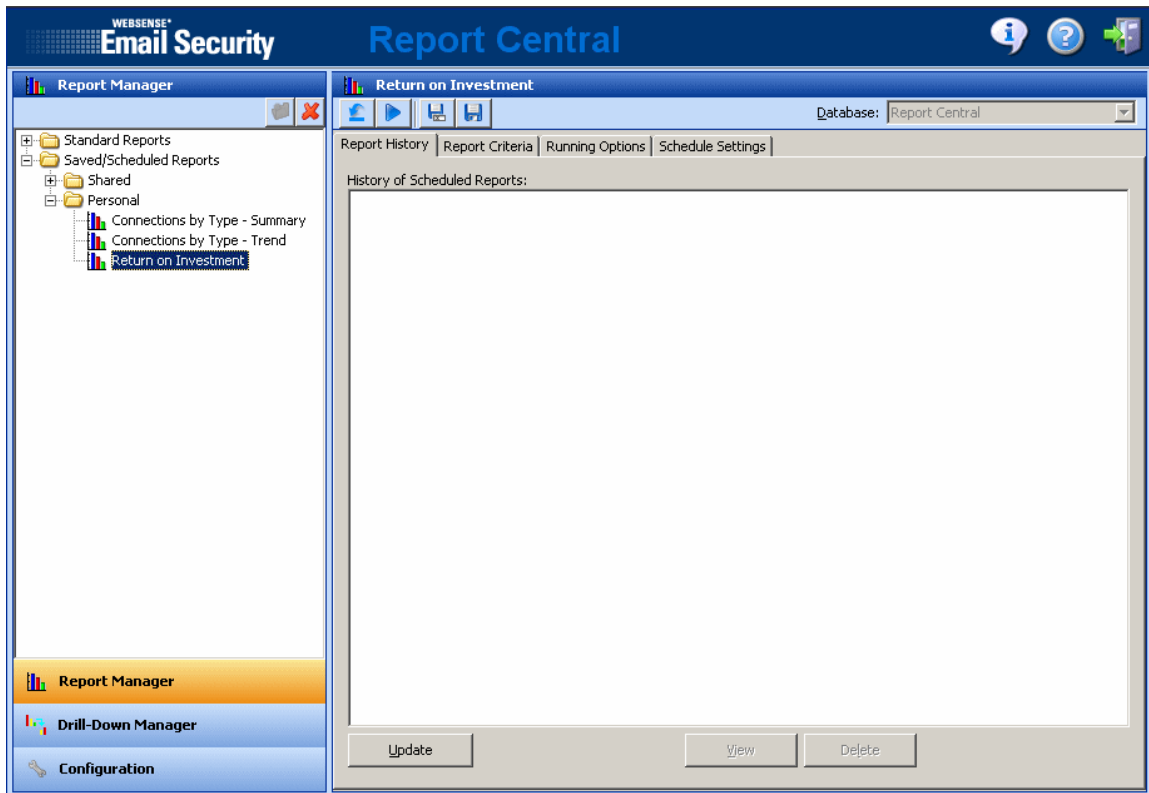 WEBSENSE®
Email Security
Report Central
Report Manager
Return on Investment
Database: Report Central
Standard Reports
Saved/Scheduled Reports
Shared
Personal
Connections by Type - Summary
Connections by Type - Trend
Return on Investment
Report History Report Criteria Running Options Schedule Settings
History of Scheduled Reports:
Report Manager
Drill-Down Manager
Configuration
Update View Delete